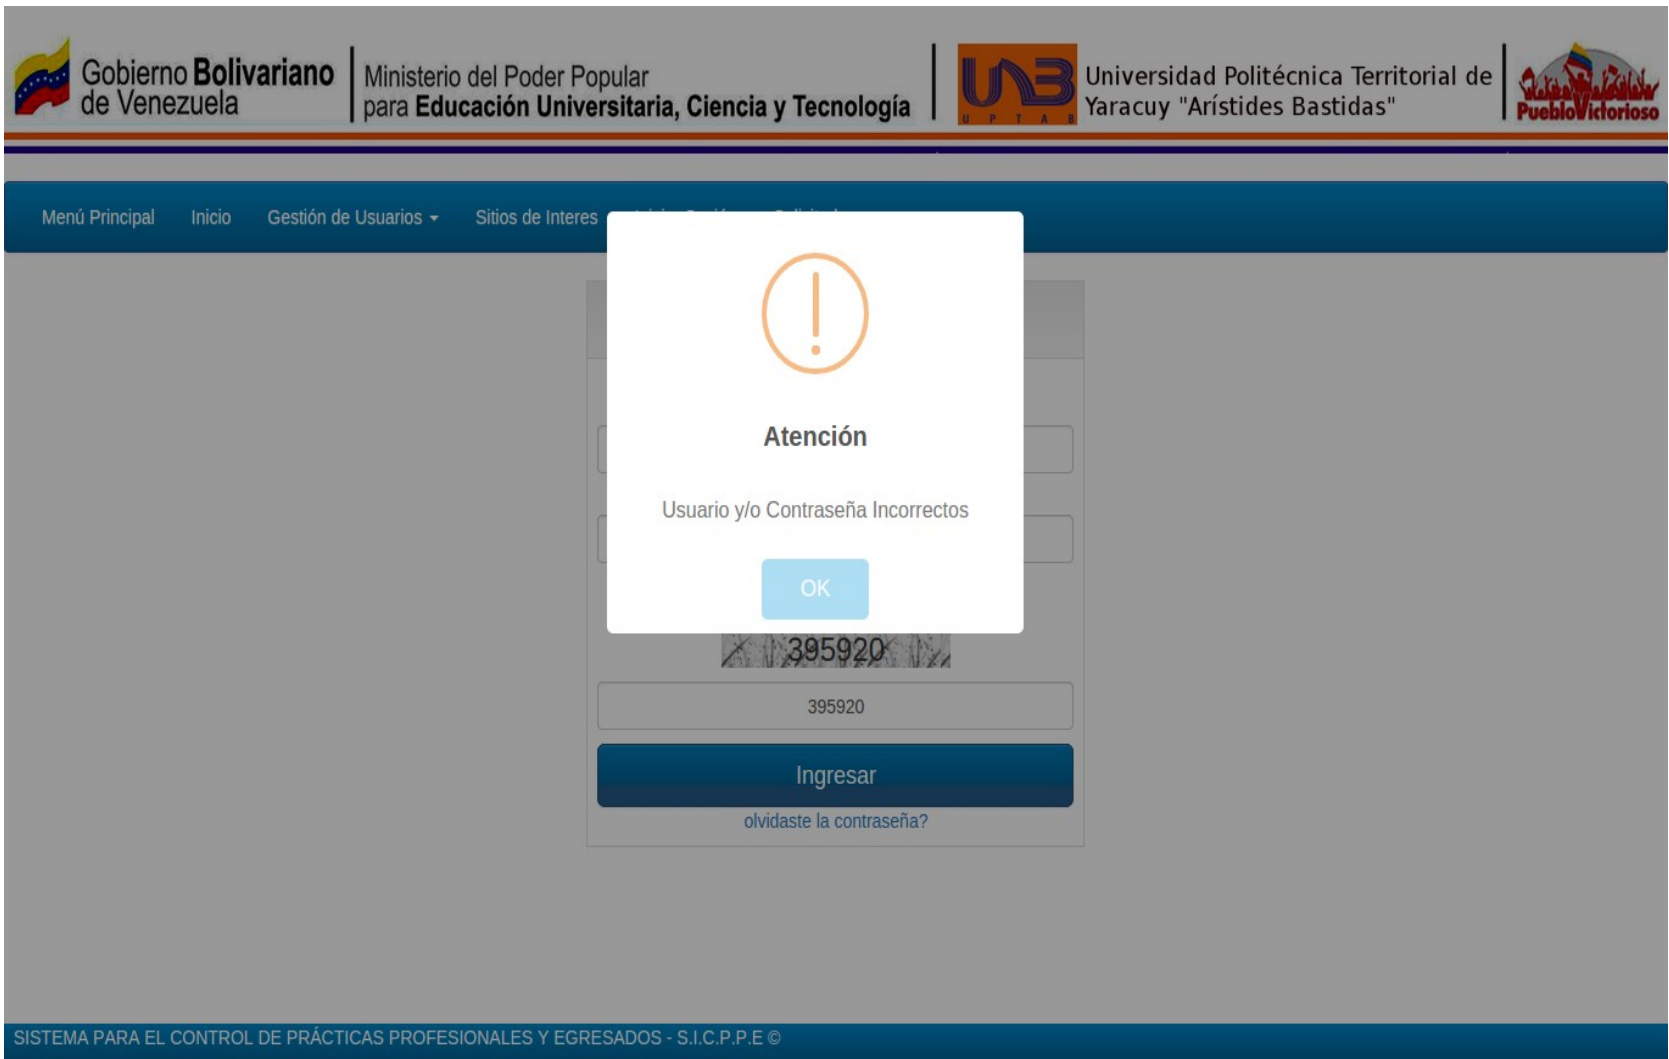 Gobierno Bolivariano
de Venezuela
Ministerio del Poder Popular
para Educación Universitaria, Ciencia y Tecnología
UNB
U P T A B
Universidad Politécnica Territorial de
Yaracuy "Arístides Bastidas"
PuebloVictorioso
Menú Principal Inicio Gestión de Usuarios Sitios de Interes
Atención
Usuario y/o Contraseña Incorrectos
OK
395920
395920
Ingresar
olvidaste la contraseña?
SISTEMA PARA EL CONTROL DE PRÁCTICAS PROFESIONALES Y EGRESADOS - S.I.C.P.P.E ©